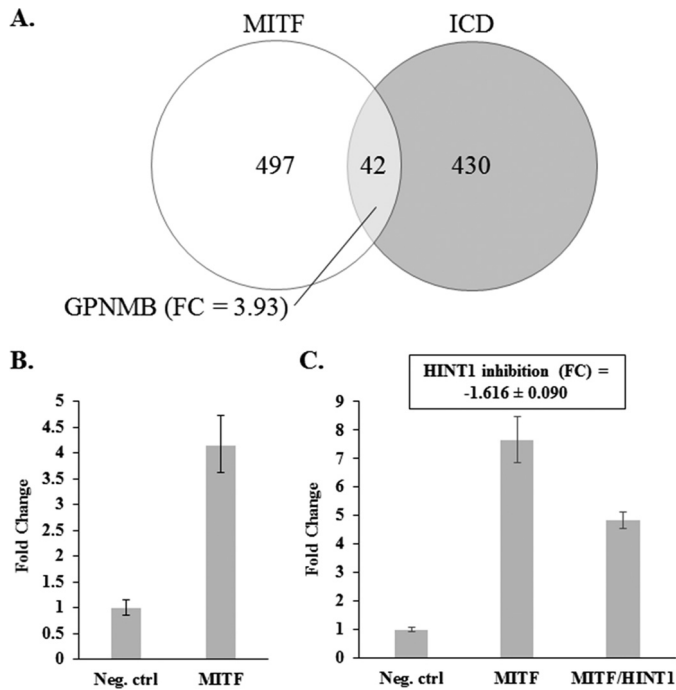 A.
MITF ICD
497 42 430
GPNMB (FC = 3.93)
B.
Fold Change
5
4.5
4
3.5
3
2.5
2
1.5
1
0.5
0
Neg. ctrl MITF
C.
HINT1 inhibition (FC) =
-1.616 ± 0.090
Fold Change
9
8
7
6
5
4
3
2
1
0
Neg. ctrl MITF MITF/HINT1